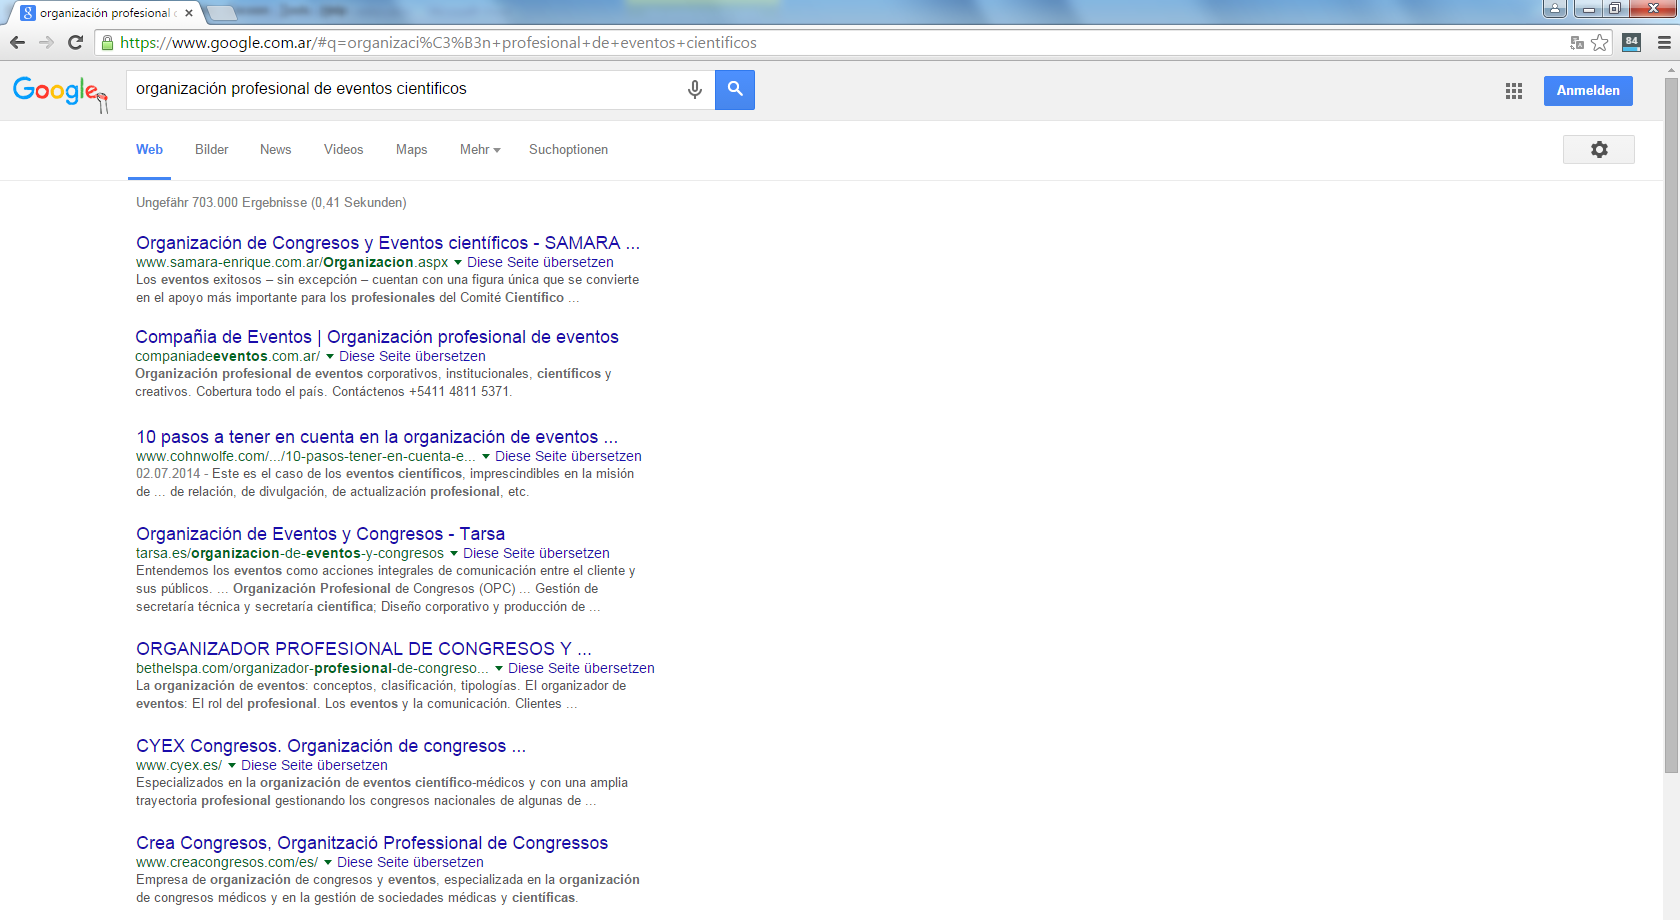 organización profesional d
https://www.google.com.ar/#q=organizaci%C3%B3n+profesional+de+eventos+cientificos
84
Google
organización profesional de eventos cientificos
Anmelden
Web Bilder News Videos Maps Mehr Suchoptionen
Ungefähr 703.000 Ergebnisse (0,41 Sekunden)
Organización de Congresos y Eventos científicos - SAMARA ...
www.samara-enrique.com.ar/Organizacion.aspx Diese Seite übersetzen
Los eventos exitosos – sin excepción – cuentan con una figura única que se convierte
en el apoyo más importante para los profesionales del Comité Científico ...
Compañia de Eventos | Organización profesional de eventos
companiadeeventos.com.ar/ Diese Seite übersetzen
Organización profesional de eventos corporativos, institucionales, científicos y
creativos. Cobertura todo el país. Contáctenos +5411 4811 5371.
10 pasos a tener en cuenta en la organización de eventos ...
www.cohnwolfe.com/.../10-pasos-tener-en-cuenta-e... Diese Seite übersetzen
02.07.2014 - Este es el caso de los eventos científicos, imprescindibles en la misión
de ... de relación, de divulgación, de actualización profesional, etc.
Organización de Eventos y Congresos - Tarsa
tarsa.es/organizacion-de-eventos-y-congresos Diese Seite übersetzen
Entendemos los eventos como acciones integrales de comunicación entre el cliente y
sus públicos. ... Organización Profesional de Congresos (OPC) ... Gestión de
secretaría técnica y secretaría científica; Diseño corporativo y producción de ...
ORGANIZADOR PROFESIONAL DE CONGRESOS Y ...
bethelspa.com/organizador-profesional-de-congreso... Diese Seite übersetzen
La organización de eventos: conceptos, clasificación, tipologías. El organizador de
eventos: El rol del profesional. Los eventos y la comunicación. Clientes ...
CYEX Congresos. Organización de congresos ...
www.cyex.es/ Diese Seite übersetzen
Especializados en la organización de eventos científico-médicos y con una amplia
trayectoria profesional gestionando los congresos nacionales de algunas de ...
Crea Congresos, Organització Professional de Congressos
www.creacongresos.com/es/ Diese Seite übersetzen
Empresa de organización de congresos y eventos, especializada en la organización
de congresos médicos y en la gestión de sociedades médicas y científicas.